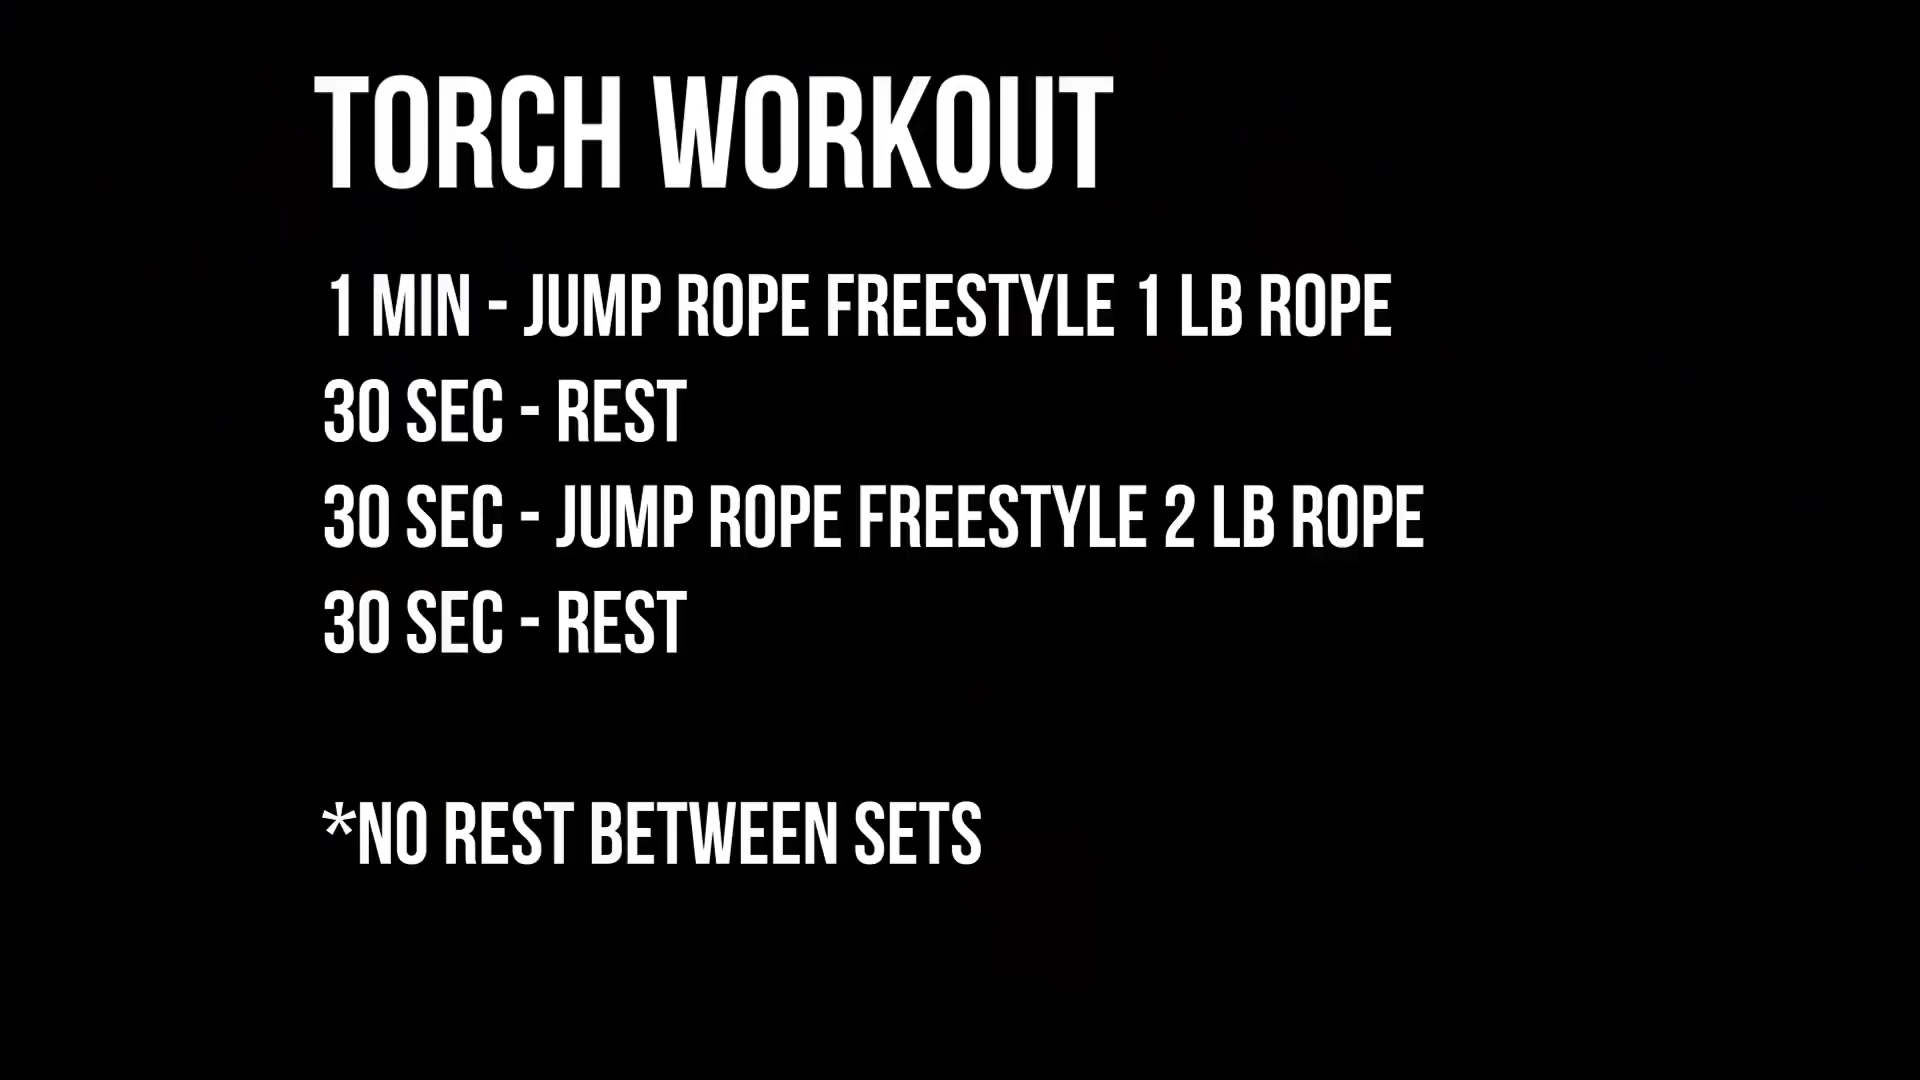 TORCH WORKOUT
1 MIN - JUMP ROPE FREESTYLE 1 LB ROPE
30 SEC - REST
30 SEC - JUMP ROPE FREESTYLE 2 LB ROPE
30 SEC - REST
*NO REST BETWEEN SETS